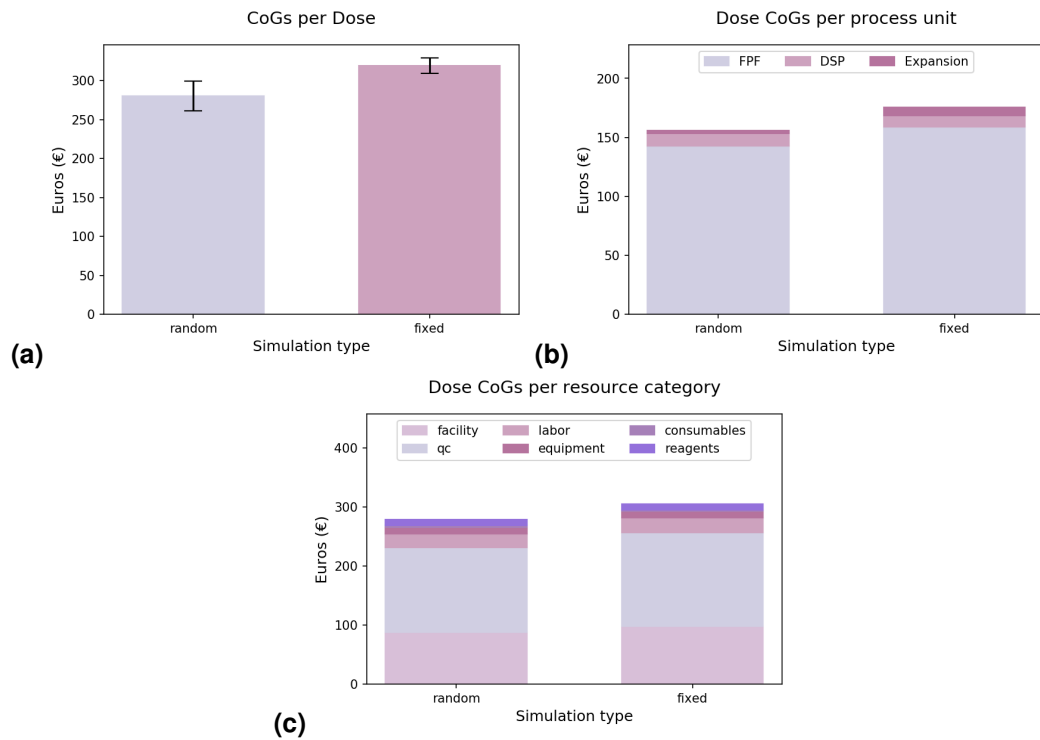 CoGs per Dose
Euros (€)
300
250
200
150
100
50
0
random
fixed
Simulation type
(a)
Dose CoGs per process unit
FPF DSP Expansion
Euros (€)
200
150
100
50
0
random
fixed
Simulation type
(b)
Dose CoGs per resource category
facility labor consumables
qc equipment reagents
Euros (€)
400
300
200
100
0
random
fixed
Simulation type
(c)